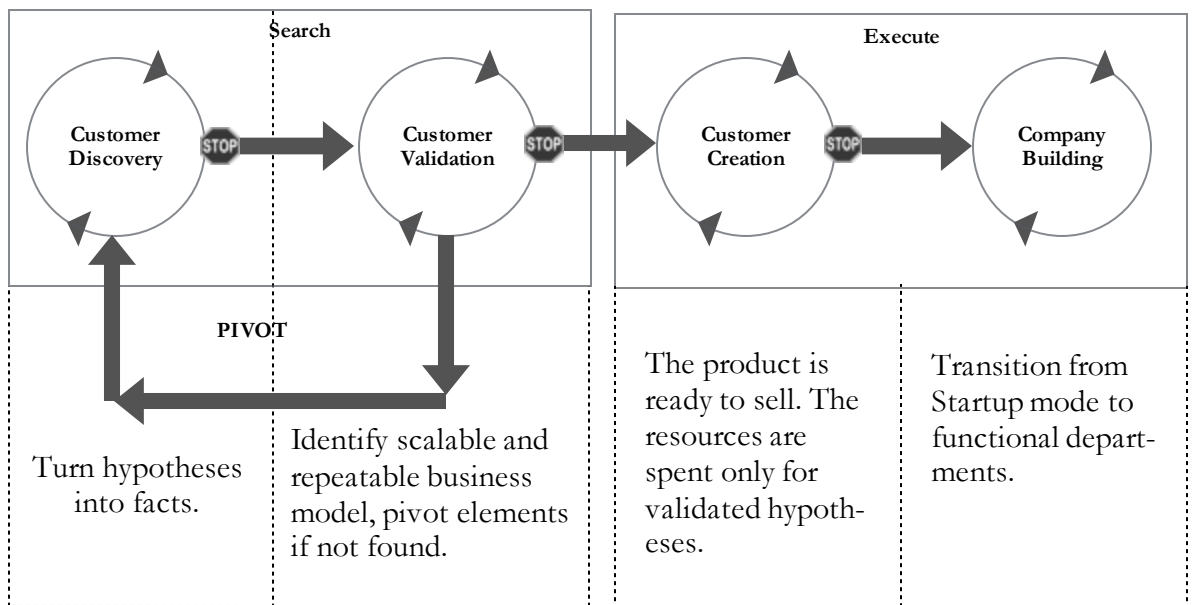 Search
Execute
Customer
Discovery
STOP
Customer
Validation
STOP
Customer
Creation
STOP
Company
Building
PIVOT
Turn hypotheses
into facts.
Identify scalable and
repeatable business
model, pivot elements
if not found.
The product is
ready to sell. The
resources are
spent only for
validated hypoth-
eses.
Transition from
Startup mode to
functional depart-
ments.